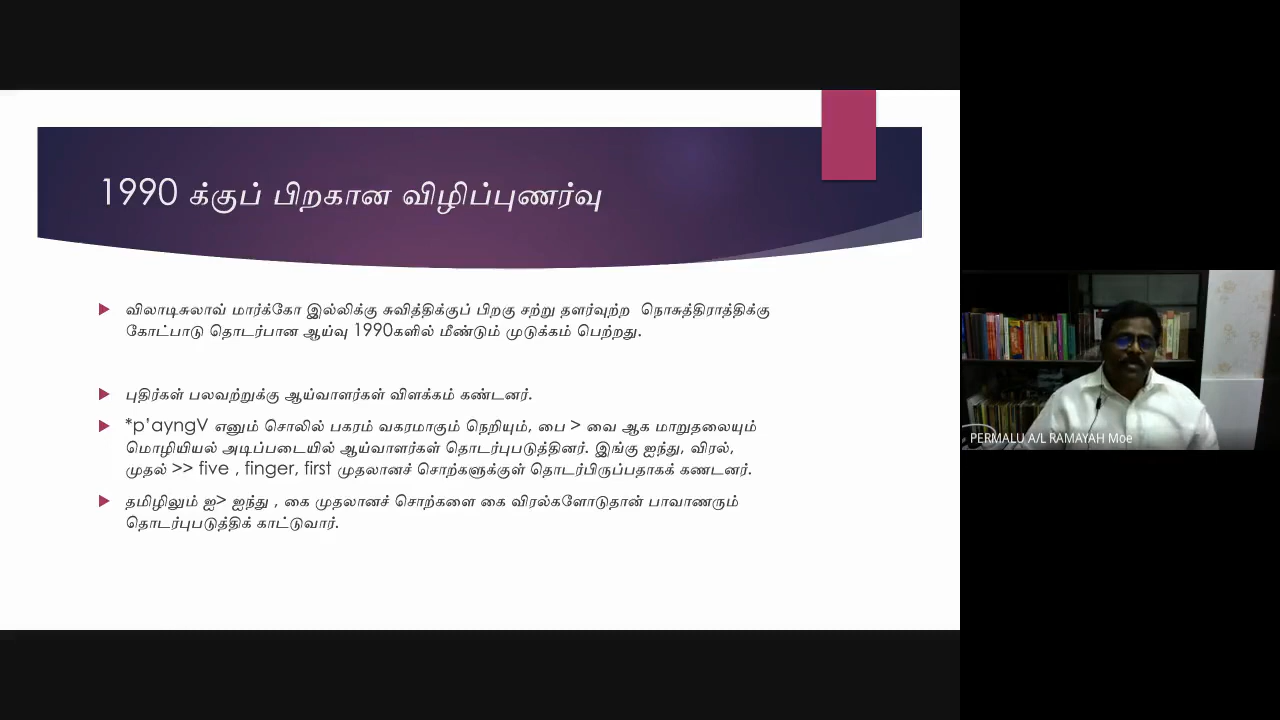 1990 க்குப் பிறகான விழிப்புணர்வு
விலாடிசுலாவ் மார்க்கோ இல்லிக்கு சுவித்திக்குப் பிறகு சற்று தளர்வுற்ற நொசுத்திராத்திக்கு
கோட்பாடு தொடர்பான ஆய்வு 1990களில் மீண்டும் முடுக்கம் பெற்றது.
புதிர்கள் பலவற்றுக்கு ஆய்வாளர்கள் விளக்கம் கண்டனர்.
*p'ayngV எனும் சொலில் பகரம் வகரமாகும் நெறியும், பை > வை ஆக மாறுதலையும்
மொழியியல் அடிப்படையில் ஆய்வாளர்கள் தொடர்புபடுத்தினர். இங்கு ஐந்து, விரல்,
முதல் >> five , finger, first முதலானச் சொற்களுக்குள் தொடர்பிருப்பதாகக் கணடனர்.
தமிழிலும் ஐ> ஐந்து , கை முதலானச் சொற்களை கை விரல்களோடுதான் பாவாணரும்
தொடர்புபடுத்திக் காட்டுவார்.
PERMALU A/L RAMAYAH Moe